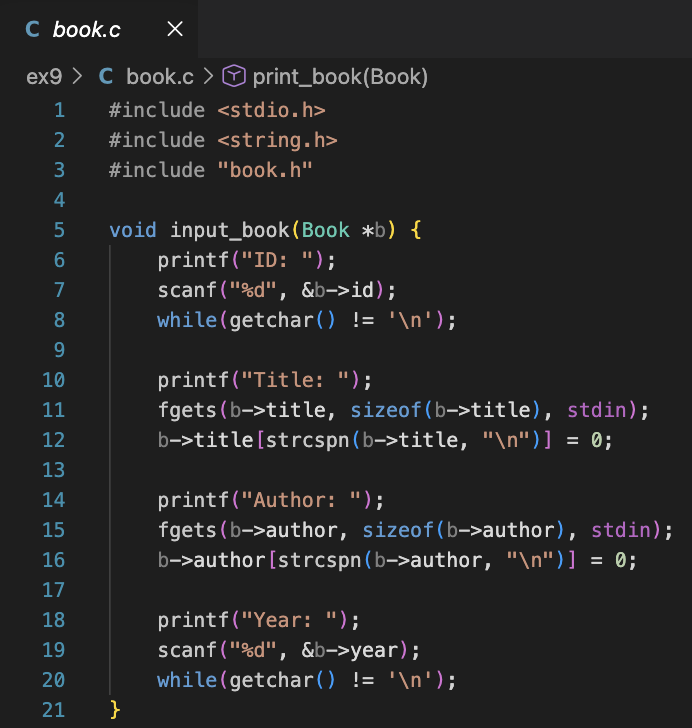 C book.c ×
ex9 > C book.c > print_book(Book)
1 #include <stdio.h>
2 #include <string.h>
3 #include "book.h"
4
5 void input_book(Book *b) {
6     printf("ID: ");
7     scanf("%d", &b->id);
8     while(getchar() != '\n');
9
10     printf("Title: ");
11     fgets(b->title, sizeof(b->title), stdin);
12     b->title[strcspn(b->title, "\n")] = 0;
13
14     printf("Author: ");
15     fgets(b->author, sizeof(b->author), stdin);
16     b->author[strcspn(b->author, "\n")] = 0;
17
18     printf("Year: ");
19     scanf("%d", &b->year);
20     while(getchar() != '\n');
21 }